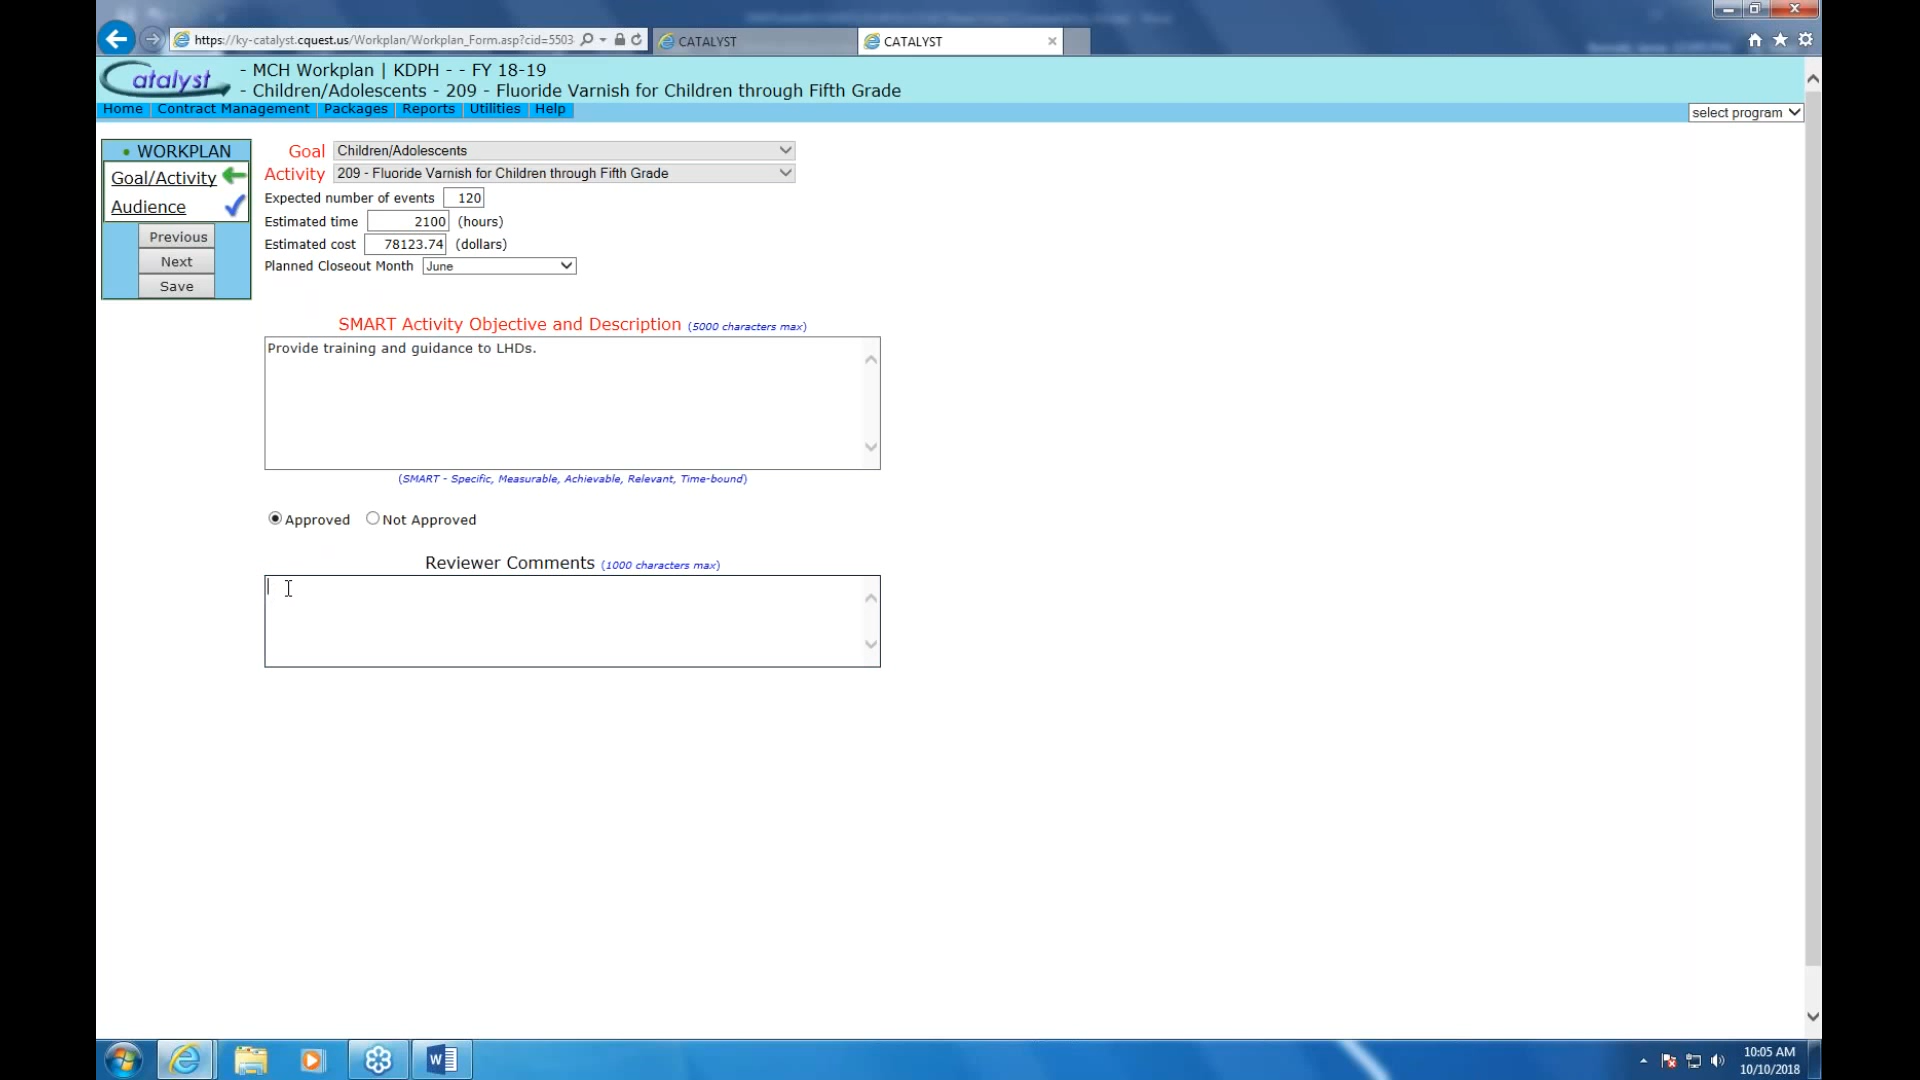 https://ky-catalyst.cquest.us/Workplan/Workplan_Form.asp?cid=5503
CATALYST
CATALYST
Catalyst
- MCH Workplan | KDPH - - FY 18-19
- Children/Adolescents - 209 - Fluoride Varnish for Children through Fifth Grade
Home Contract Management Packages Reports Utilities Help
select program
WORKPLAN
Goal/Activity
Audience
Previous
Next
Save
Goal Children/Adolescents
Activity 209 - Fluoride Varnish for Children through Fifth Grade
Expected number of events 120
Estimated time 2100 (hours)
Estimated cost 78123.74 (dollars)
Planned Closeout Month June
SMART Activity Objective and Description (5000 characters max)
Provide training and guidance to LHDs.
(SMART - Specific, Measurable, Achievable, Relevant, Time-bound)
Approved Not Approved
Reviewer Comments (1000 characters max)
10:05 AM
10/10/2018